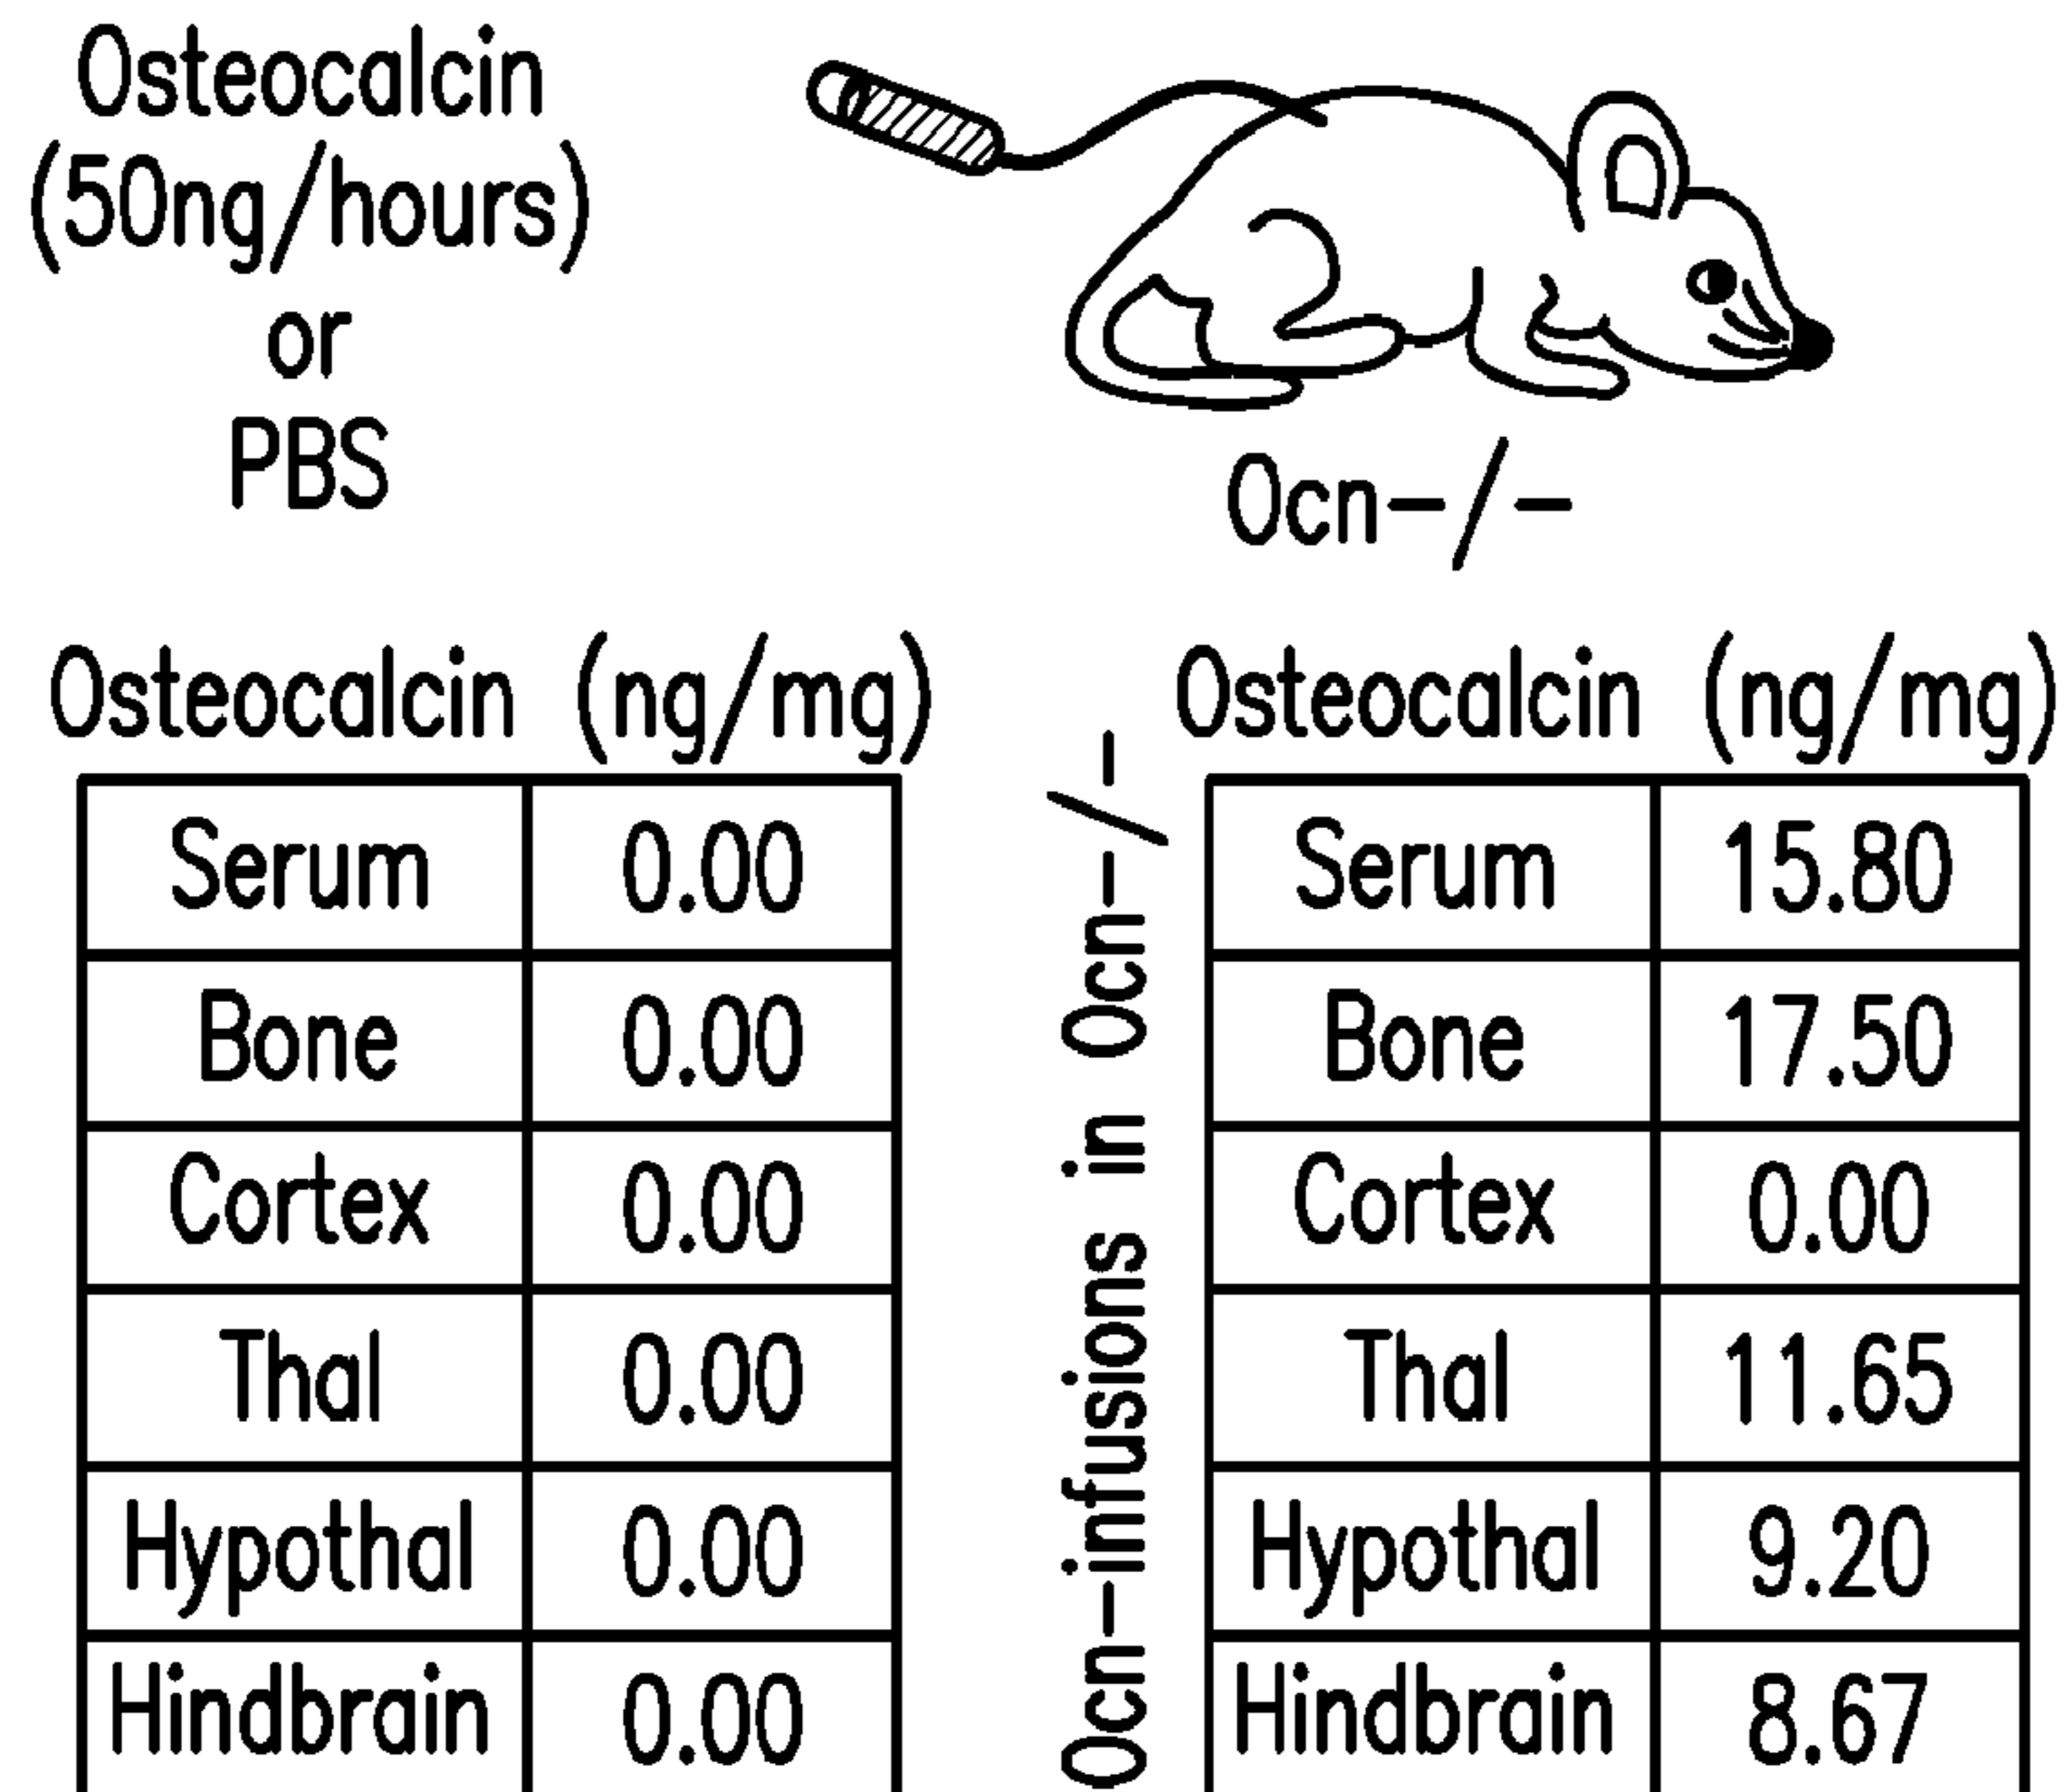 Osteocalcin
(50ng/hours)
or
PBS
Ocn-/-
Osteocalcin (ng/mg)
Serum 0.00
Bone 0.00
Cortex 0.00
Thal 0.00
Hypothal 0.00
Hindbrain 0.00
Ocn-infusions in Ocn-/-
Osteocalcin (ng/mg)
Serum 15.80
Bone 17.50
Cortex 0.00
Thal 11.65
Hypothal 9.20
Hindbrain 8.67